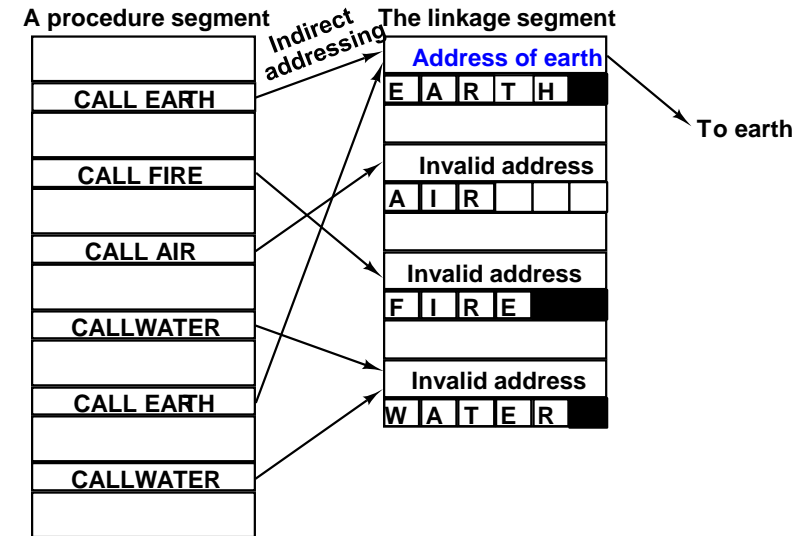 A procedure segment
Indirect
addressing
The linkage segment
Address of earth
CALL EARTH
E A R T H
To earth
Invalid address
CALL FIRE
A I R
CALL AIR
Invalid address
F I R E
CALLWATER
Invalid address
CALL EARTH
W A T E R
CALLWATER